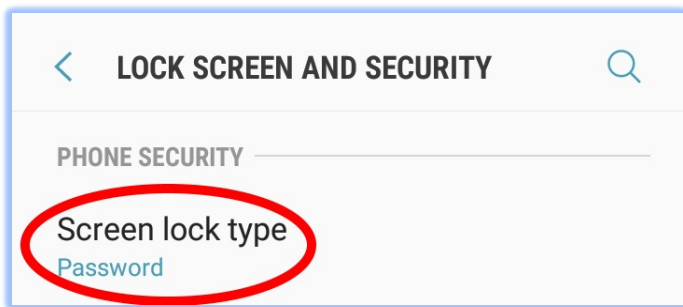 LOCK SCREEN AND SECURITY
PHONE SECURITY
Screen lock type
Password